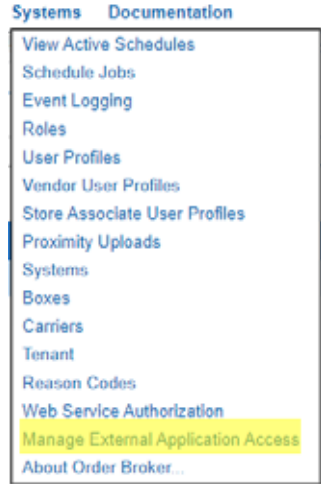 Systems Documentation
View Active Schedules
Schedule Jobs
Event Logging
Roles
User Profiles
Vendor User Profiles
Store Associate User Profiles
Proximity Uploads
Systems
Boxes
Carriers
Tenant
Reason Codes
Web Service Authorization
Manage External Application Access
About Order Broker...